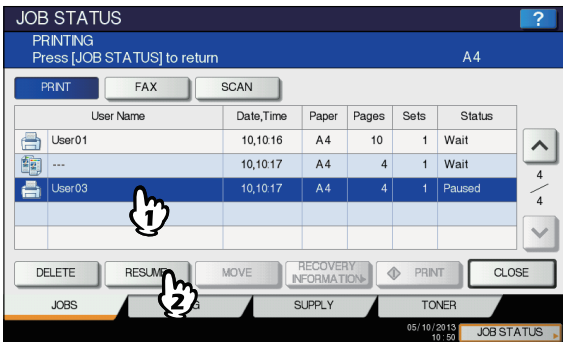 JOB STATUS
?
PRINTING
Press [JOB STATUS] to return A4
PRINT FAX SCAN
User Name Date,Time Paper Pages Sets Status
User01 10,10:16 A4 10 1 Wait
--- 10,10:17 A4 4 1 Wait
User03 10,10:17 A4 4 1 Paused
4
4
1
DELETE RESUME MOVE RECOVERY INFORMATION PRINT CLOSE
2
JOBS SUPPLY TONER
05/10/2013
10:50
JOB STATUS